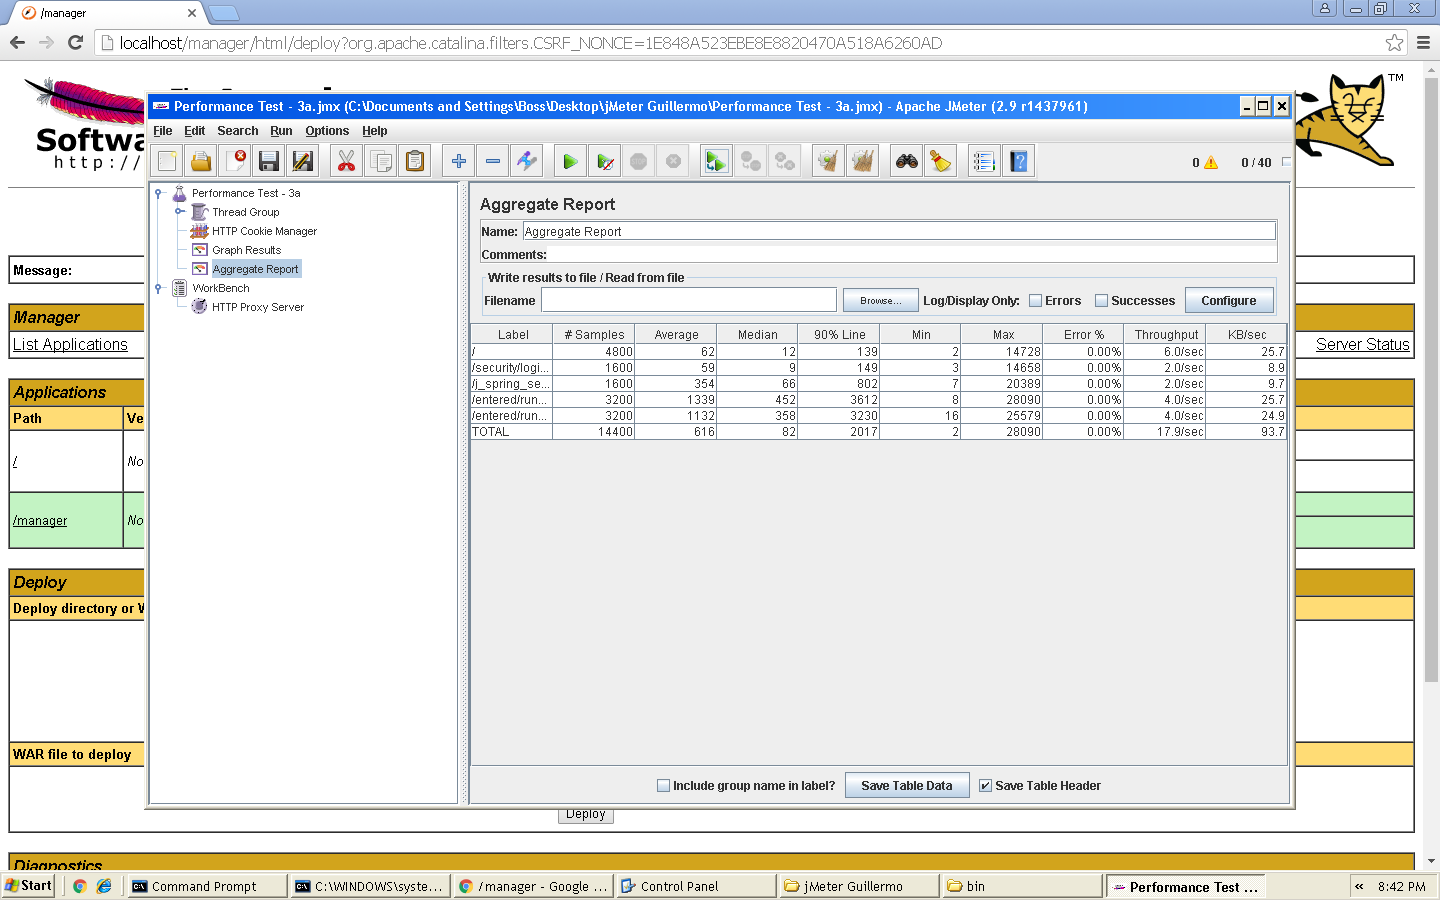 /manager
localhost/manager/html/deploy?org.apache.catalina.filters.CSRF_NONCE=1E848A523EBE8E8820470A518A6260AD
Softwa
http://
TM
Performance Test - 3a.jmx (C:\Documents and Settings\Boss\Desktop\jMeter Guillermo\Performance Test - 3a.jmx) - Apache JMeter (2.9 r1437961)
File Edit Search Run Options Help
0 0 / 40
Performance Test - 3a
Thread Group
HTTP Cookie Manager
Graph Results
Aggregate Report
WorkBench
HTTP Proxy Server
Aggregate Report
Name: Aggregate Report
Comments:
Write results to file / Read from file
Filename Browse... Log/Display Only: Errors Successes Configure
Label # Samples Average Median 90% Line Min Max Error % Throughput KB/sec
/ 4800 62 12 139 2 14728 0.00% 6.0/sec 25.7
/security/logi... 1600 59 9 149 3 14658 0.00% 2.0/sec 8.9
/j_spring_se... 1600 354 66 802 7 20389 0.00% 2.0/sec 9.7
/entered/run... 3200 1339 452 3612 8 28090 0.00% 4.0/sec 25.7
/entered/run... 3200 1132 358 3230 16 25579 0.00% 4.0/sec 24.9
TOTAL 14400 616 82 2017 2 28090 0.00% 17.9/sec 93.7
Include group name in label? Save Table Data Save Table Header
Message:
Manager
List Applications Server Status
Applications
Path Ve
/ No
/manager No
Deploy
Deploy directory or W
WAR file to deploy
Deploy
Diagnostics
Start Command Prompt C:\WINDOWS\syste... /manager - Google ... Control Panel jMeter Guillermo bin Performance Test ... « 8:42 PM